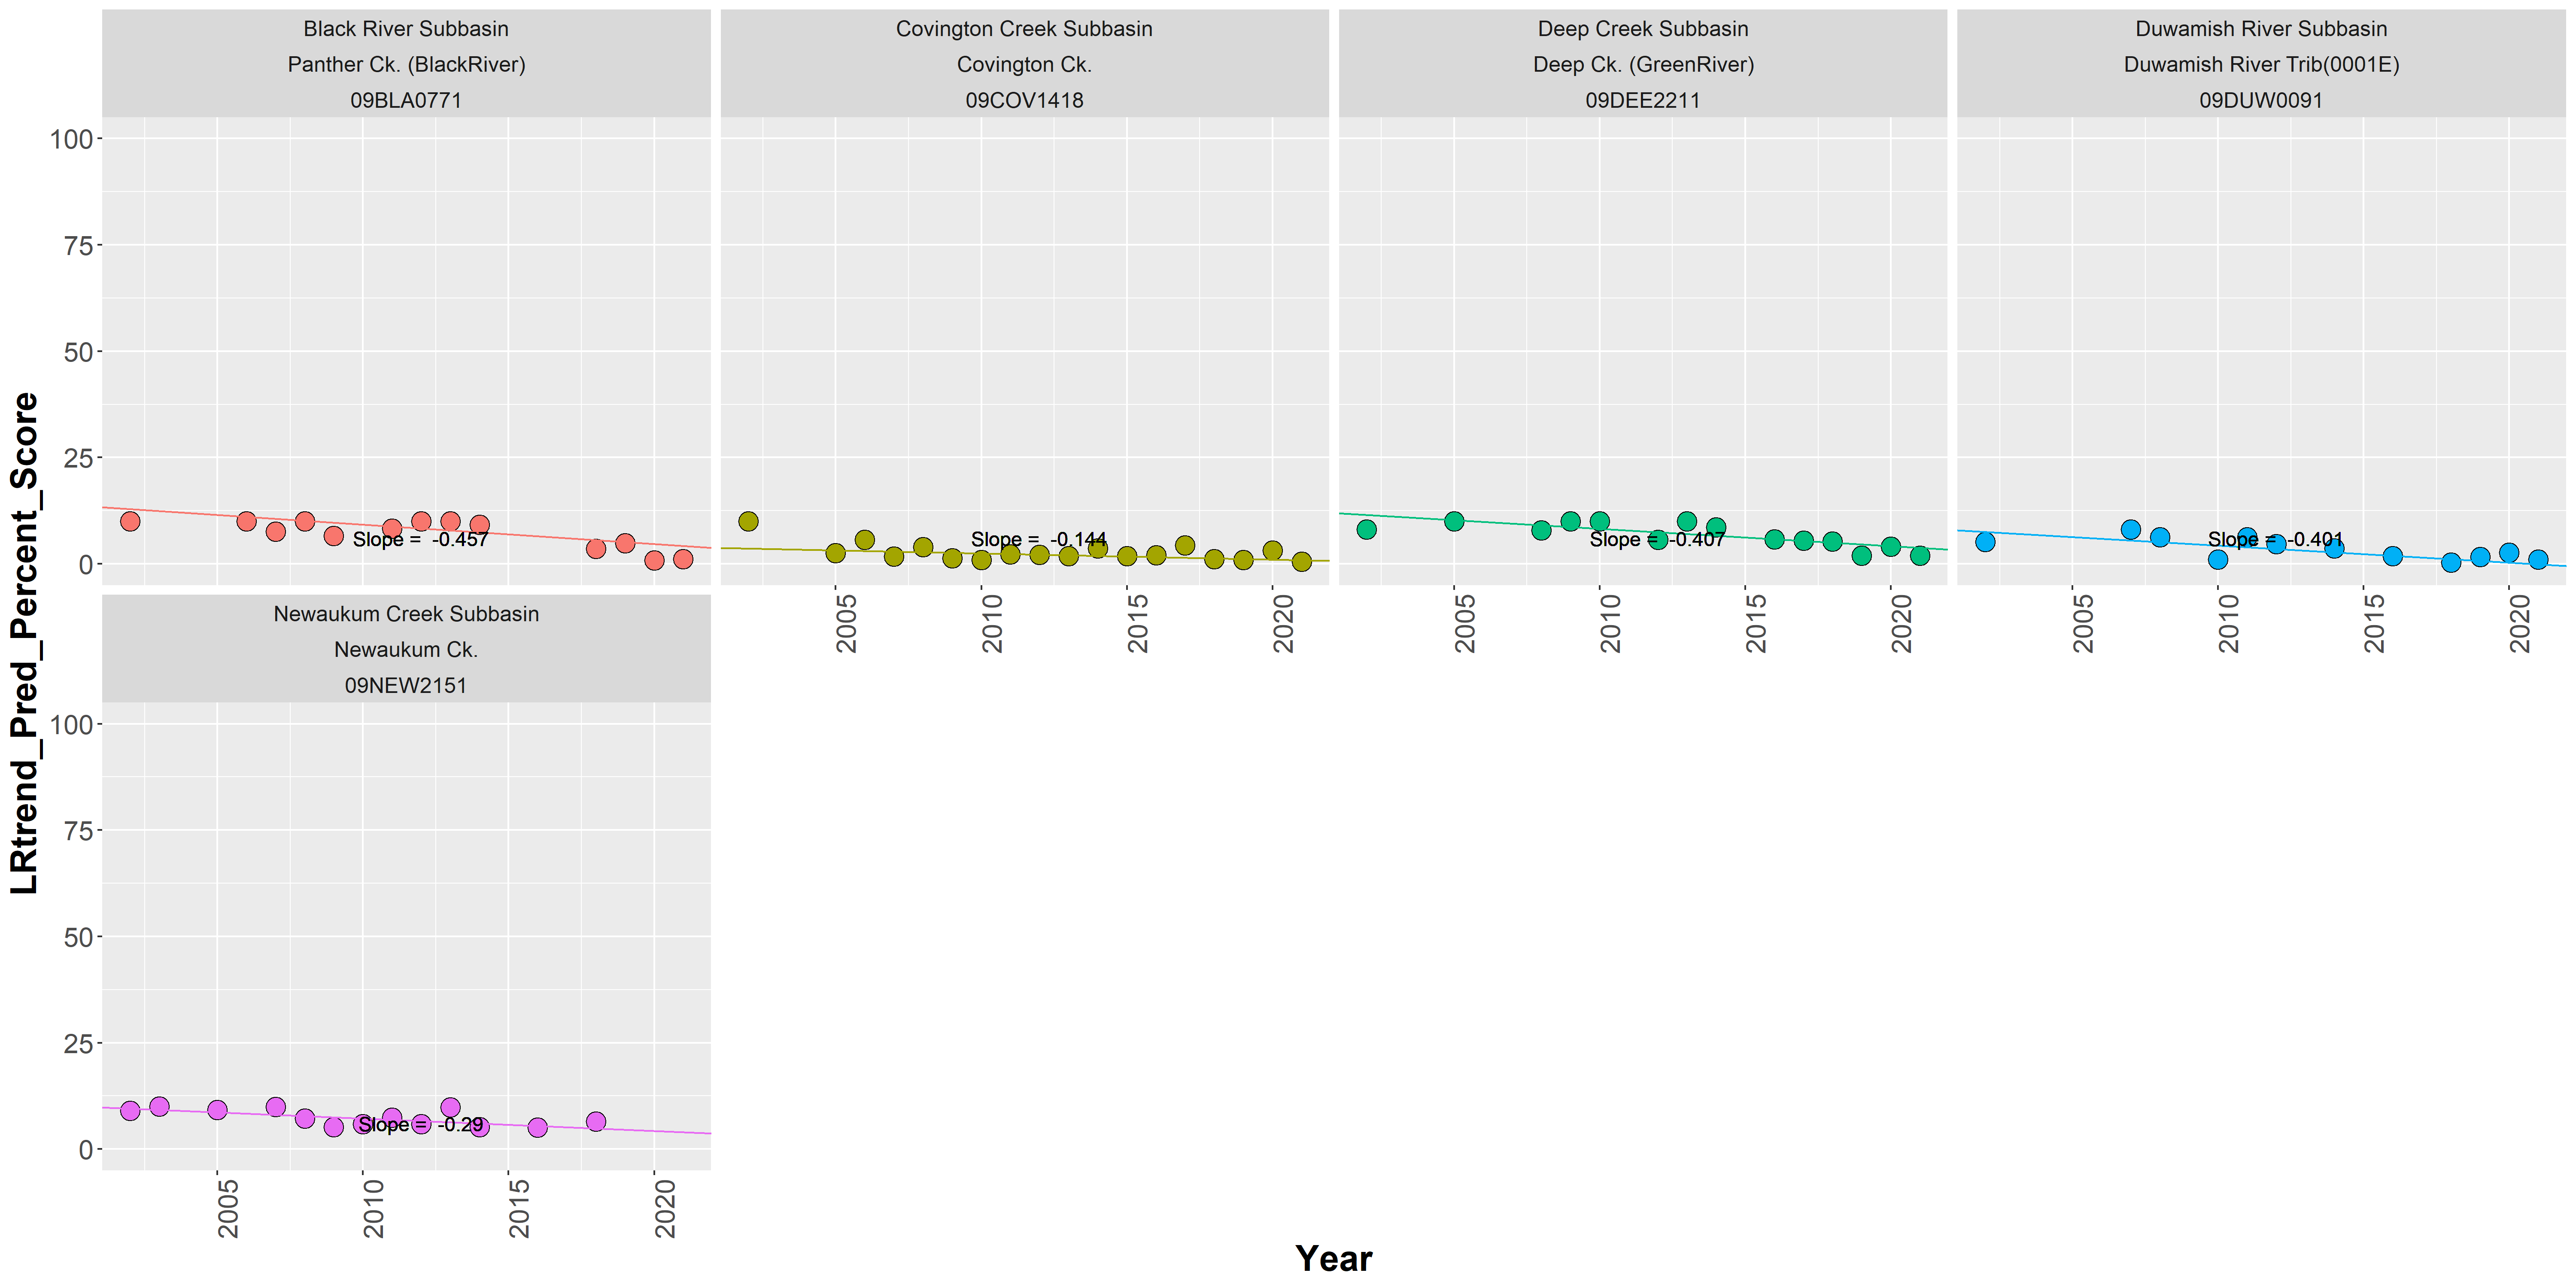 Black River Subbasin
Panther Ck. (BlackRiver)
09BLA0771
Covington Creek Subbasin
Covington Ck.
09COV1418
Deep Creek Subbasin
Deep Ck. (GreenRiver)
09DEE2211
Duwamish River Subbasin
Duwamish River Trib(0001E)
09DUW0091
100
75
50
25
0
Slope = -0.457
Slope = -0.144
Slope = -0.407
Slope = -0.401
2005
2010
2015
2020
2005
2010
2015
2020
2005
2010
2015
2020
Newaukum Creek Subbasin
Newaukum Ck.
09NEW2151
100
75
50
25
0
Slope = -0.29
2005
2010
2015
2020
LRtrend_Pred_Percent_Score
Year